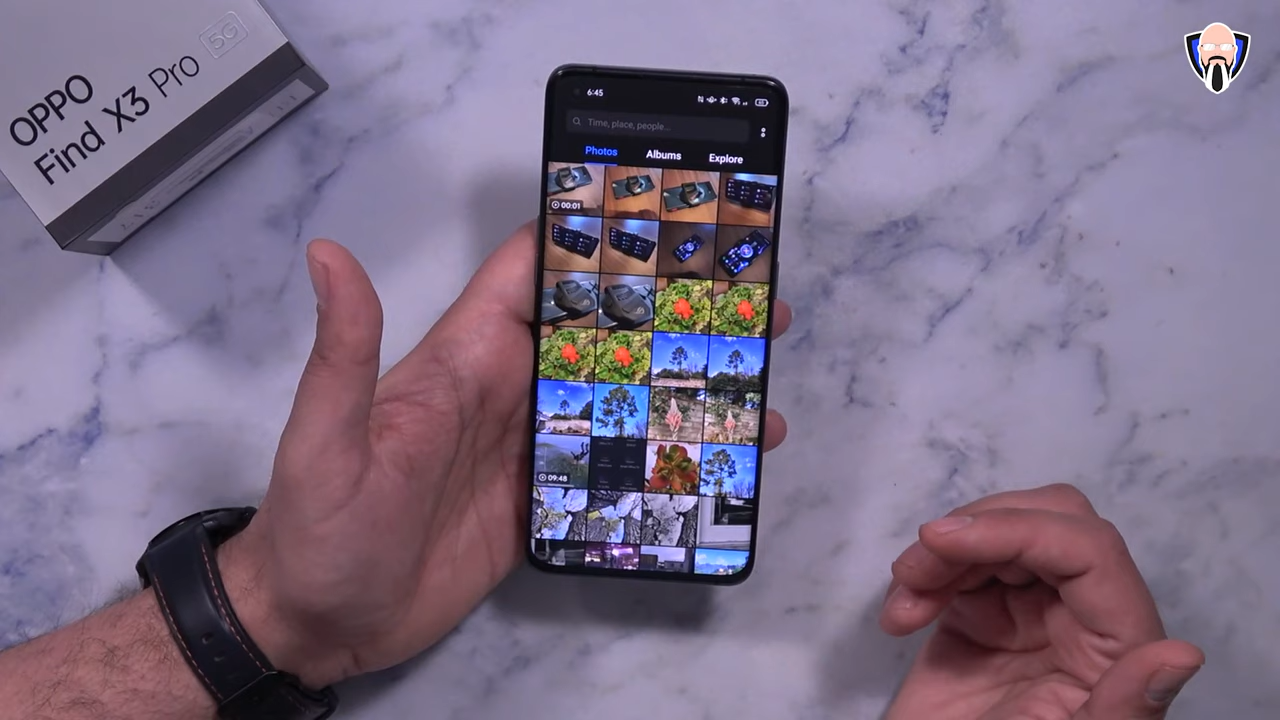 OPPO
Find X3 Pro 5G
6:45
Time, place, people...
Photos
Albums
Explore
00:01
09:48